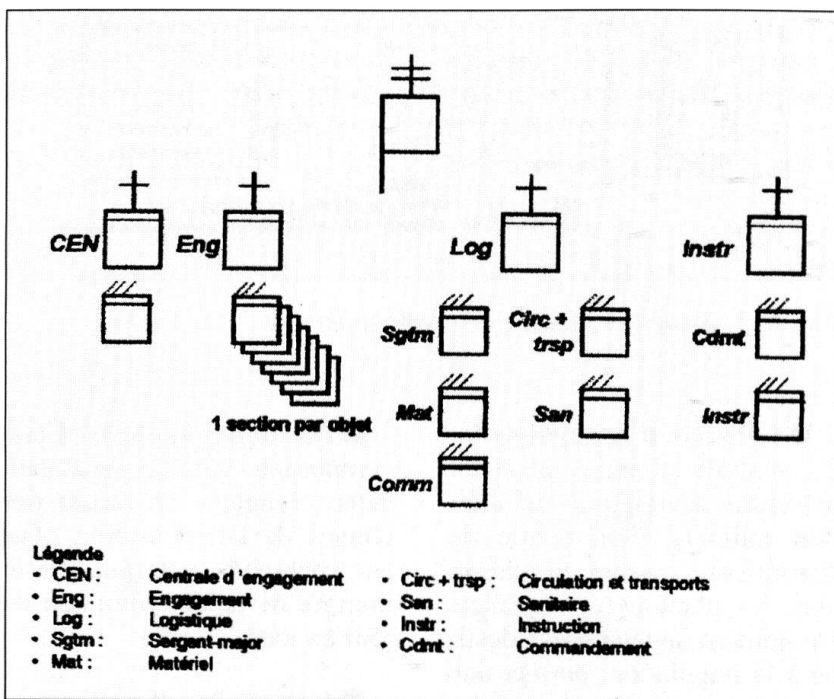 CEN Eng Log Instr
Sgtm Circ + trsp Cdmt
Mat San Instr
1 section par objet
Comm
Légende
• CEN : Centrale d'engagement
• Eng : Engagement
• Log : Logistique
• Sgtm : Sergent-major
• Mat : Matériel
• Circ + trsp : Circulation et transports
• San : Sanitaire
• Instr : Instruction
• Cdmt : Commandement